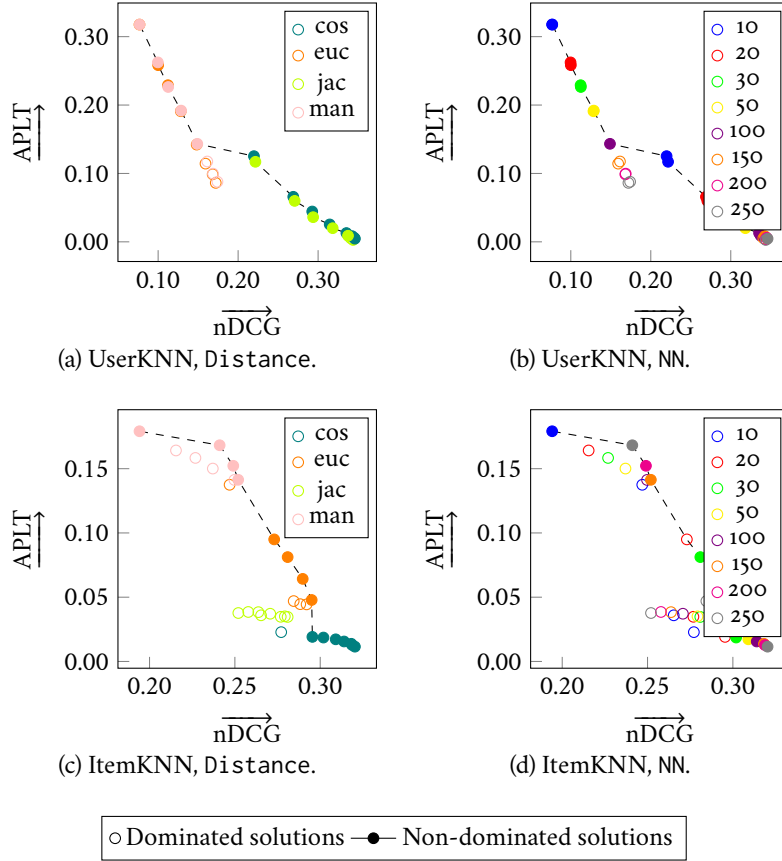 0.30
0.20
0.10
0.00
APLT
0.10 0.20 0.30
nDCG
cos
euc
jac
man
(a) UserKNN, Distance.
0.30
0.20
0.10
0.00
APLT
0.10 0.20 0.30
nDCG
10
20
30
50
100
150
200
250
(b) UserKNN, NN.
0.15
0.10
0.05
0.00
APLT
0.20 0.25 0.30
nDCG
cos
euc
jac
man
(c) ItemKNN, Distance.
0.15
0.10
0.05
0.00
APLT
0.20 0.25 0.30
nDCG
10
20
30
50
100
150
200
250
(d) ItemKNN, NN.
Dominated solutions Non-dominated solutions